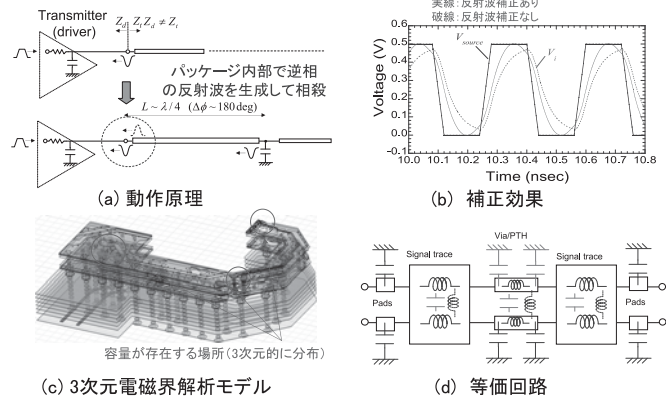 Transmitter
(driver)
Z_d Z_t Z_d ≠ Z_t
パッケージ内部で逆相
の反射波を生成して相殺
L~λ/4 (Δφ~180deg)
(a) 動作原理
実線:反射波補正あり
破線:反射波補正なし
V_source
V_i
Voltage (V)
0.7
0.6
0.5
0.4
0.3
0.2
0.1
0.0
-0.1
10.0 10.1 10.2 10.3 10.4 10.5 10.6 10.7 10.8
Time (nsec)
(b) 補正効果
容量が存在する場所(3次元的に分布)
(c) 3次元電磁界解析モデル
Via/PTH
Signal trace
Signal trace
Pads
Pads
(d) 等価回路